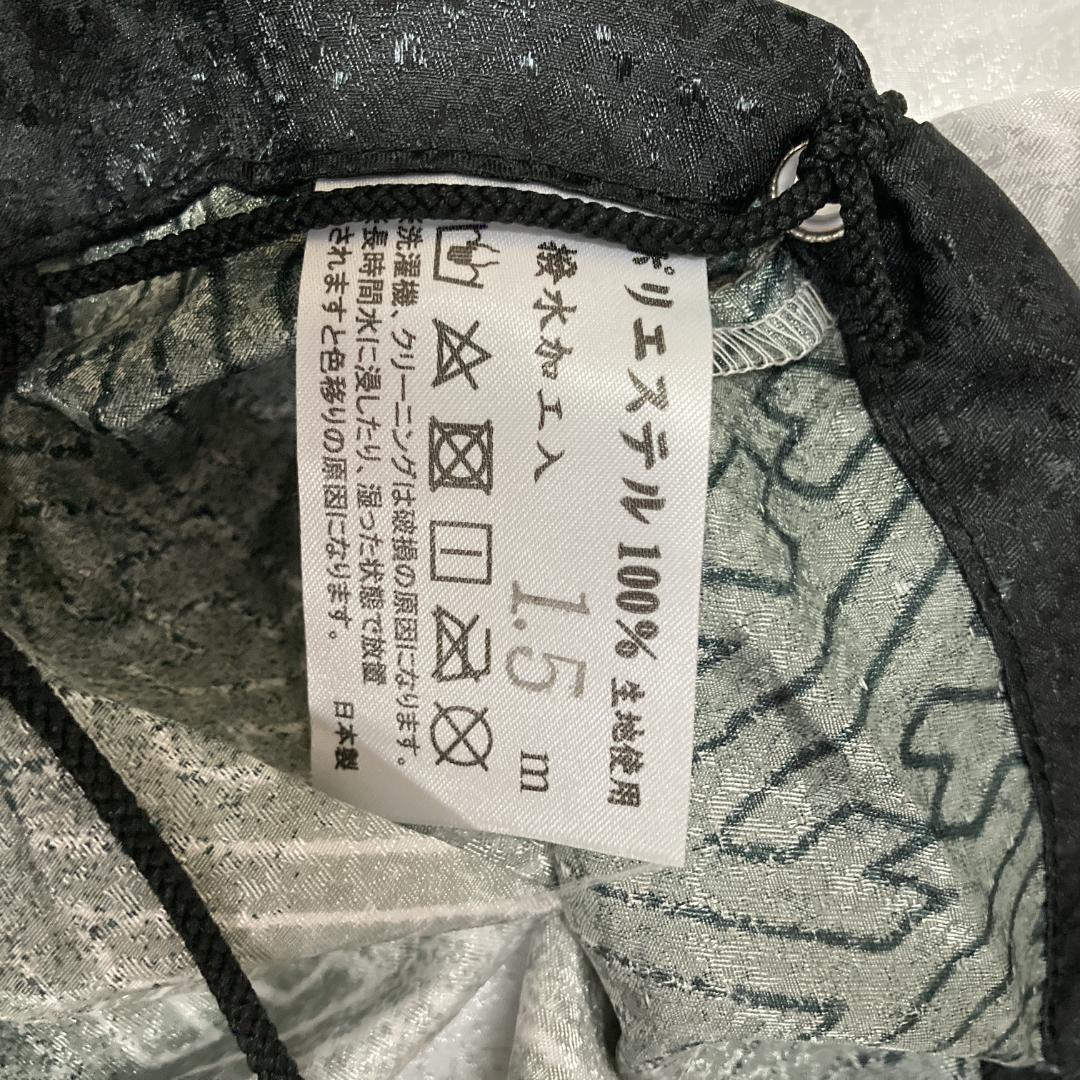 ポリエステル 100% 生地使用
撥水加工入 1.5 m
※洗濯機、クリーニングは破損の原因になります。
※長時間水に浸したり、湿った状態で放置
されますと色移りの原因になります。
日本製